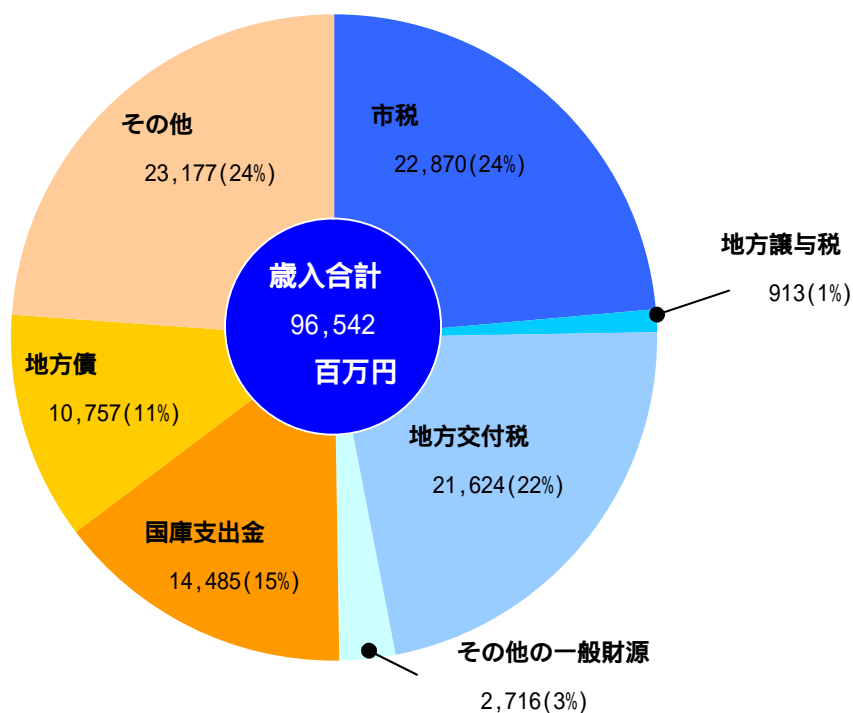 その他
23,177(24%)
市税
22,870(24%)
地方譲与税
913(1%)
歳入合計
96,542
百万円
地方債
10,757(11%)
地方交付税
21,624(22%)
国庫支出金
14,485(15%)
その他の一般財源
2,716(3%)